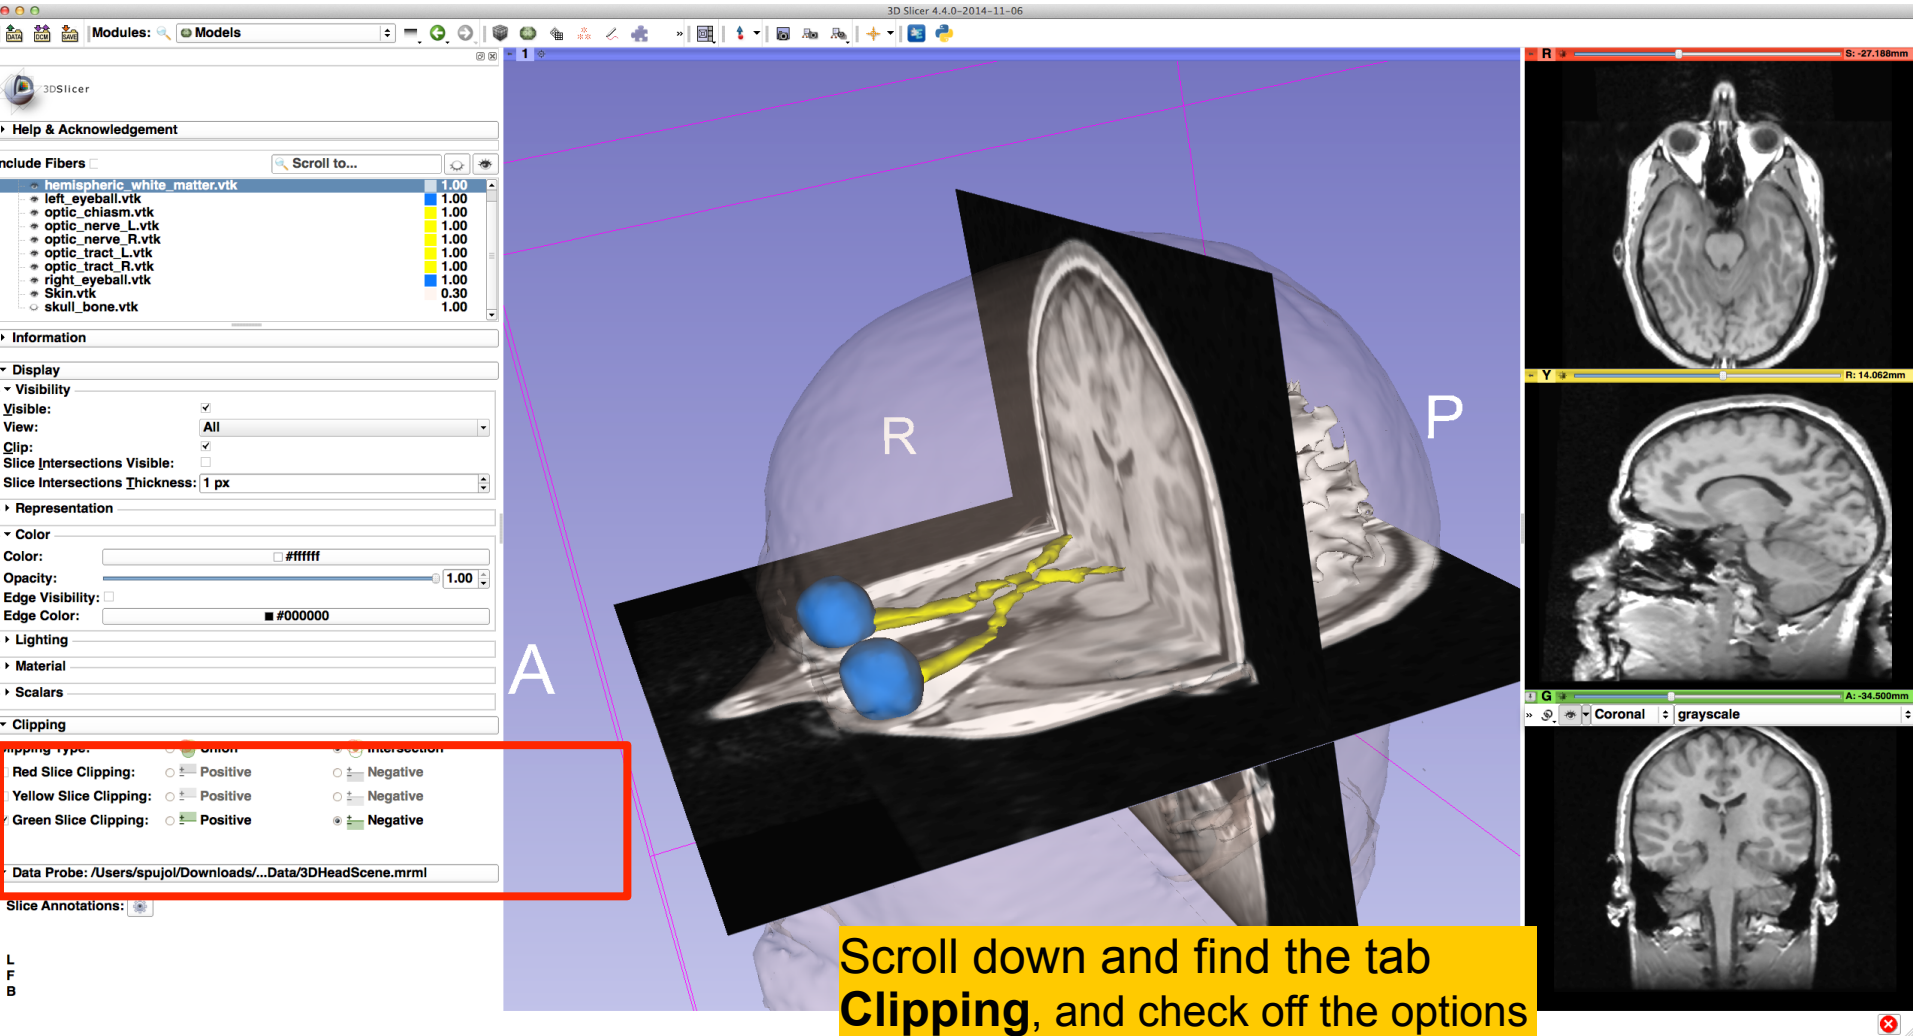 3D Slicer 4.4.0-2014-11-06
DATA DCM SAVE Modules: Models
3DSlicer
Help & Acknowledgement
nclude Fibers Scroll to...
hemispheric_white_matter.vtk 1.00
left_eyeball.vtk 1.00
optic_chiasm.vtk 1.00
optic_nerve_L.vtk 1.00
optic_nerve_R.vtk 1.00
optic_tract_L.vtk 1.00
optic_tract_R.vtk 1.00
right_eyeball.vtk 1.00
Skin.vtk 0.30
skull_bone.vtk 1.00
Information
Display
Visibility
Visible:
View: All
Clip:
Slice Intersections Visible:
Slice Intersections Thickness: 1 px
Representation
Color
Color: #ffffff
Opacity: 1.00
Edge Visibility:
Edge Color: #000000
Lighting
Material
Scalars
Clipping
lipping Type: Union Intersection
Red Slice Clipping: Positive Negative
Yellow Slice Clipping: Positive Negative
Green Slice Clipping: Positive Negative
Data Probe: /Users/spujol/Downloads/...Data/3DHeadScene.mrml
Slice Annotations:
L
F
B
1
R
P
A
R S: -27.188mm
Y R: 14.062mm
G A: -34.500mm
» Coronal grayscale
Scroll down and find the tab
Clipping, and check off the options